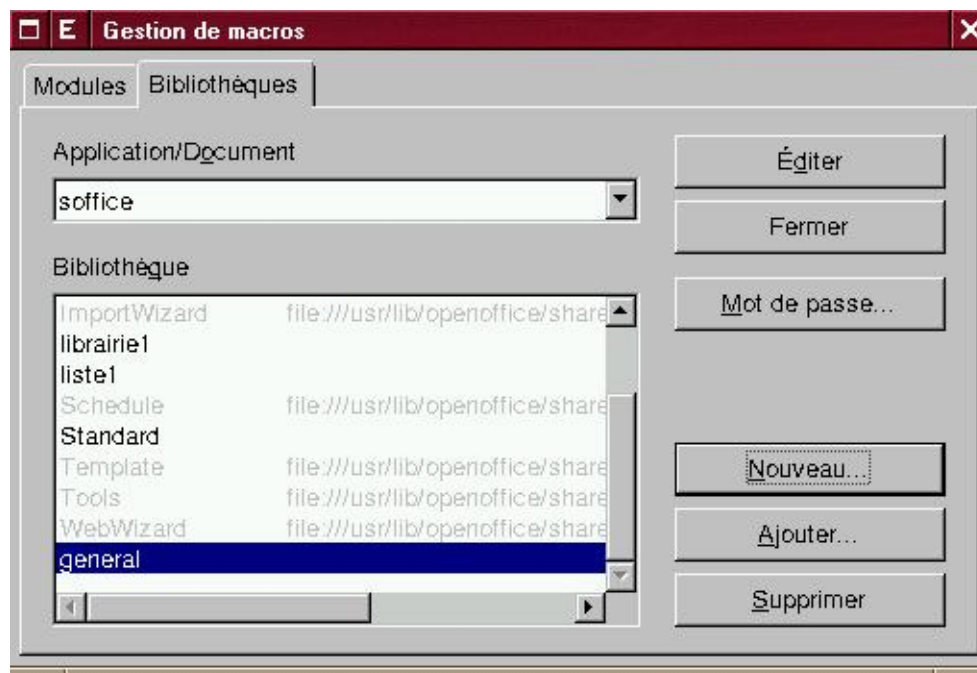 E Gestion de macros
Modules Bibliothèques
Application/Document
soffice
Bibliothègue
ImportWizard file:///usr/lib/openoffice/share
librairie1
liste1
Schedule file:///usr/lib/openoffice/share
Standard
Template file:///usr/lib/openoffice/share
Tools file:///usr/lib/openoffice/share
WebWizard file:///usr/lib/openoffice/share
general
Éditer
Fermer
Mot de passe...
Nouveau...
Ajouter...
Supprimer